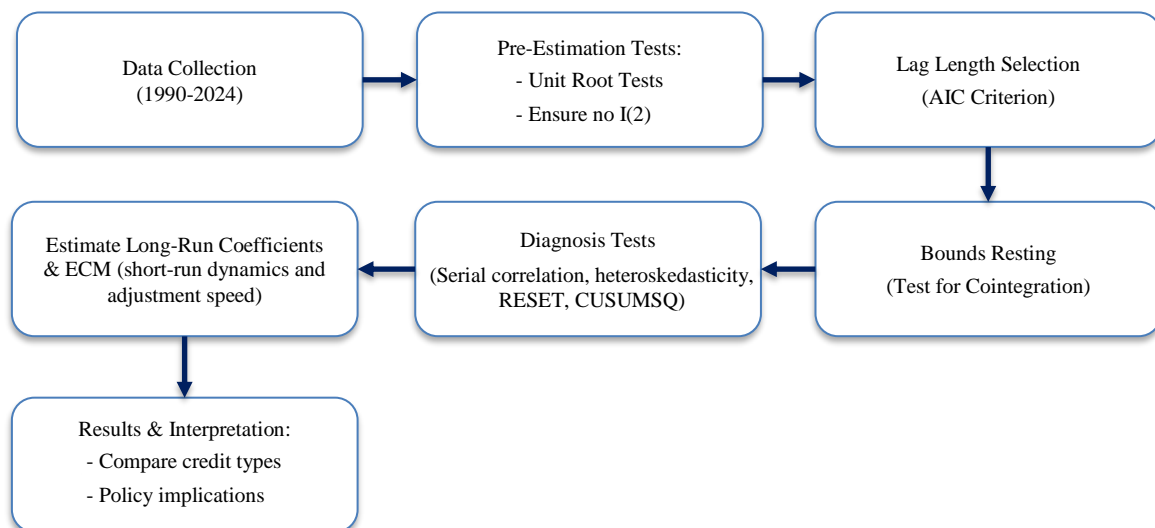 Data Collection
(1990-2024)
Pre-Estimation Tests:
- Unit Root Tests
- Ensure no I(2)
Lag Length Selection
(AIC Criterion)
Bounds Resting
(Test for Cointegration)
Diagnosis Tests
(Serial correlation, heteroskedasticity,
RESET, CUSUMSQ)
Estimate Long-Run Coefficients
& ECM (short-run dynamics and
adjustment speed)
Results & Interpretation:
- Compare credit types
- Policy implications